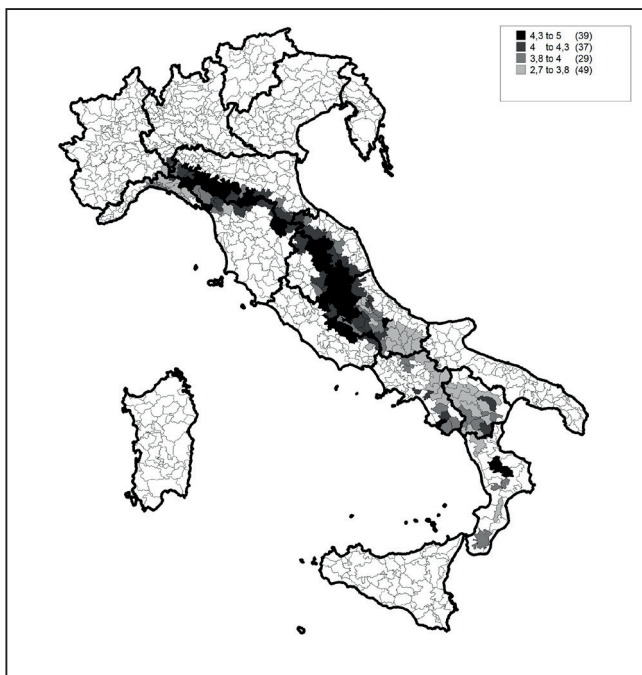 4,3 to 5 (39)
4 to 4,3 (37)
3,8 to 4 (29)
2,7 to 3,8 (49)